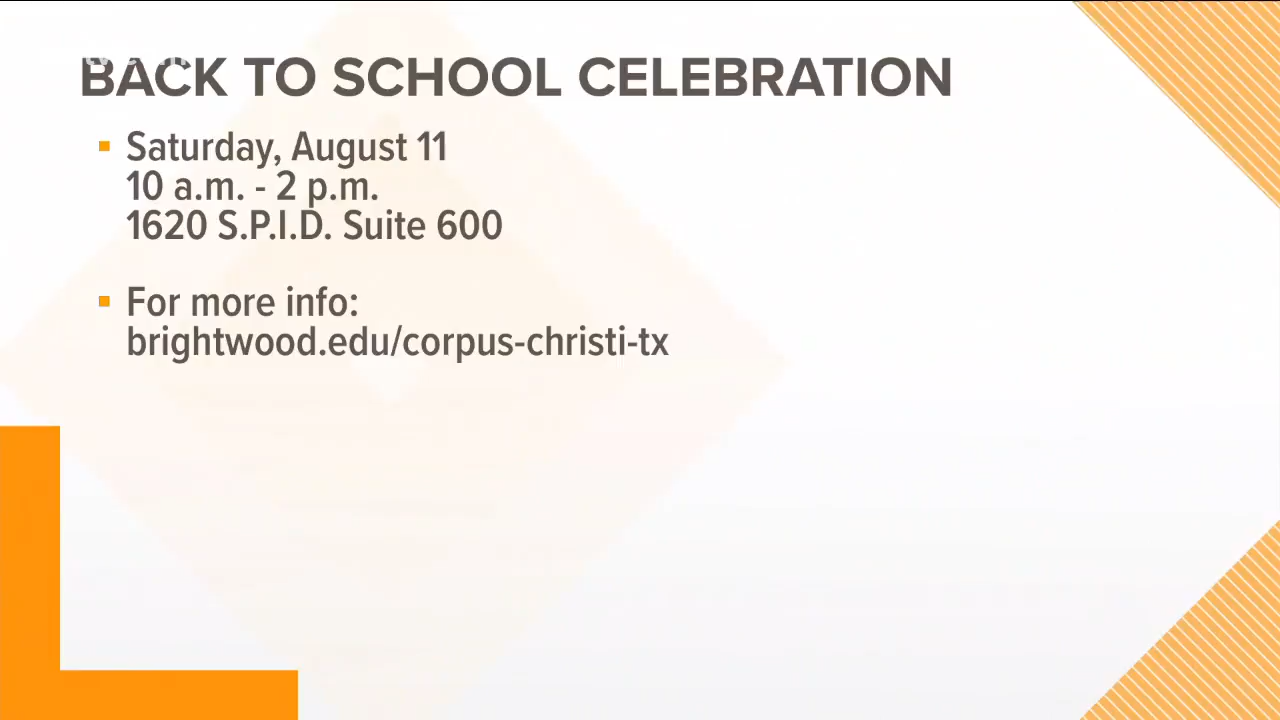 BACK TO SCHOOL CELEBRATION
Saturday, August 11
10 a.m. - 2 p.m.
1620 S.P.I.D. Suite 600
For more info:
brightwood.edu/corpus-christi-tx